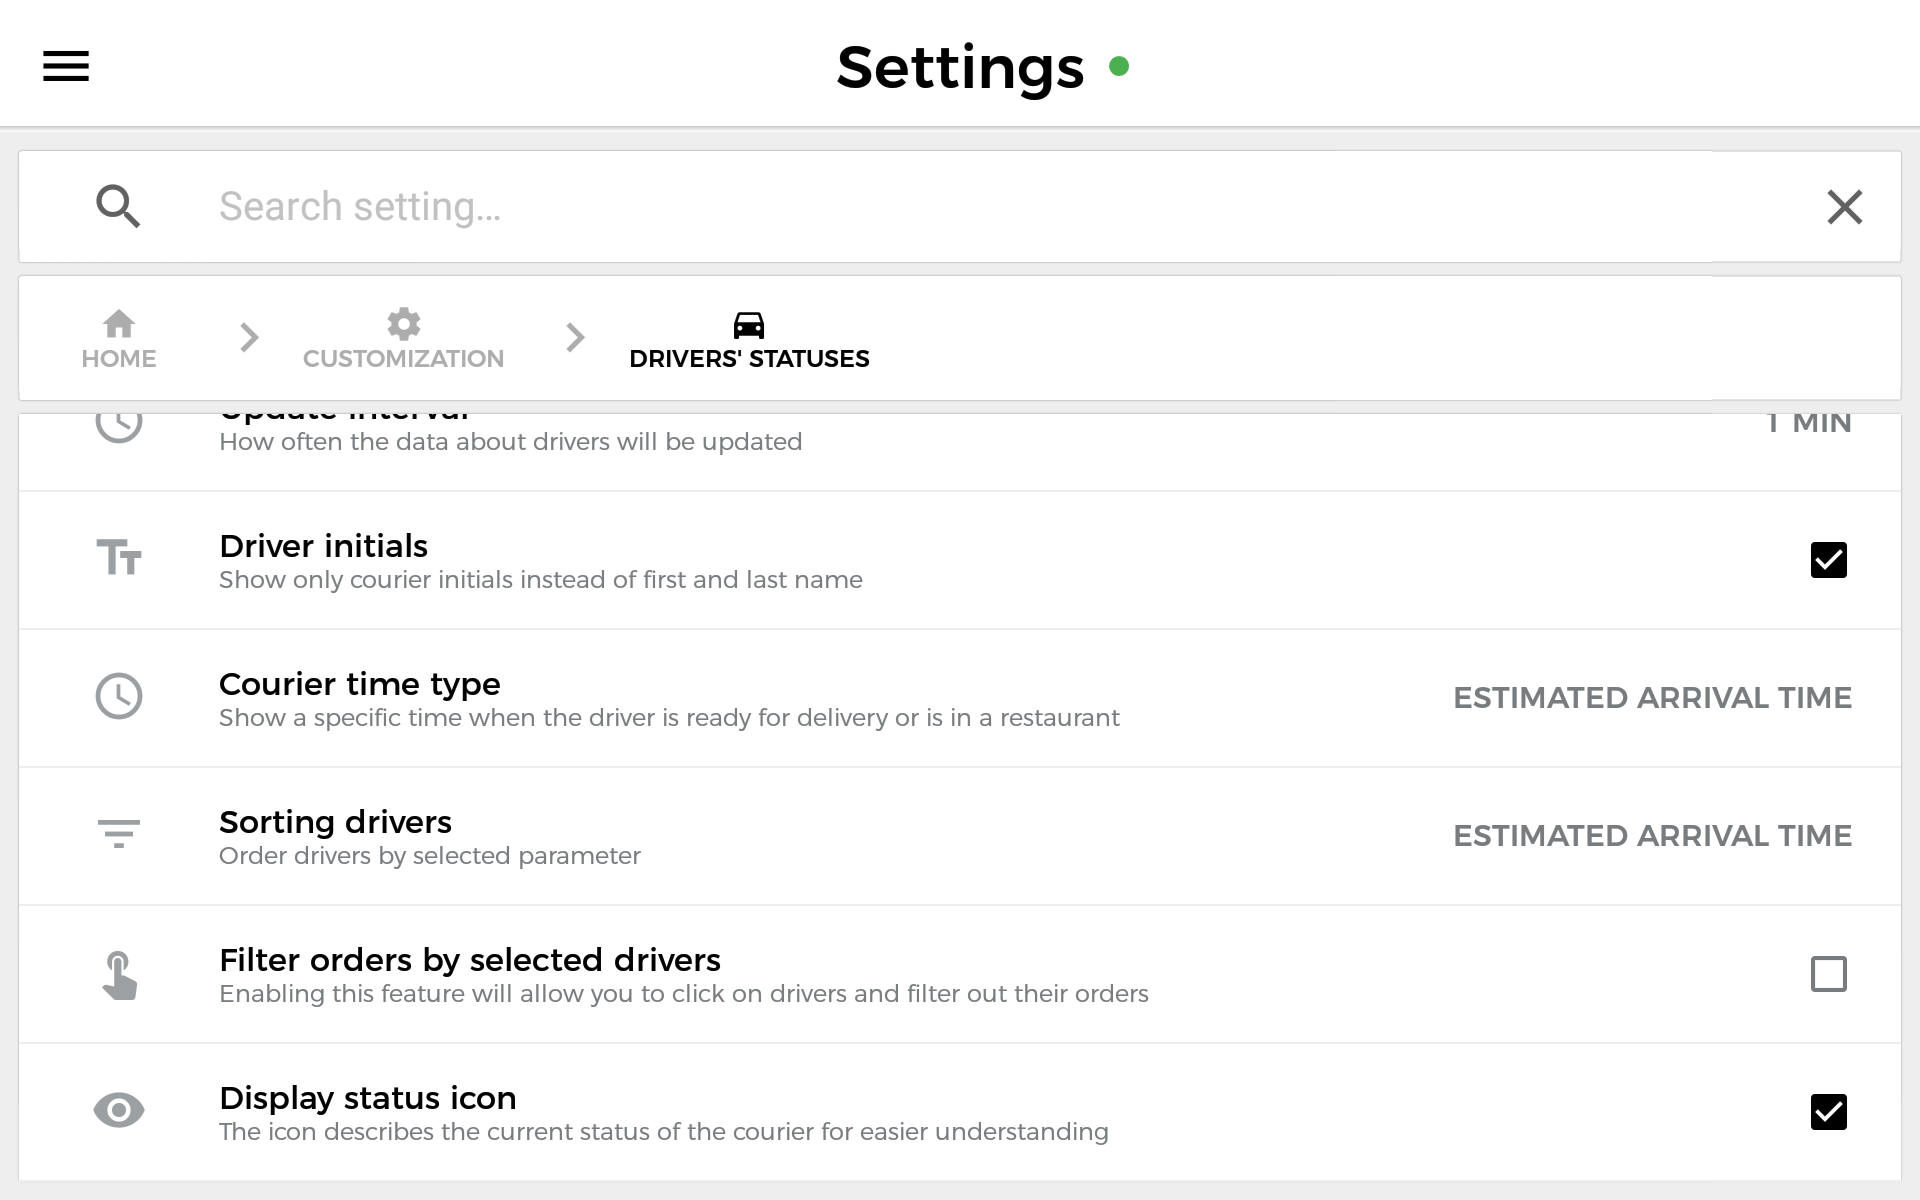 Settings
Search setting...
HOME
CUSTOMIZATION
DRIVERS' STATUSES
Update interval
1 MIN
How often the data about drivers will be updated
Driver initials
Show only courier initials instead of first and last name
Courier time type
ESTIMATED ARRIVAL TIME
Show a specific time when the driver is ready for delivery or is in a restaurant
Sorting drivers
ESTIMATED ARRIVAL TIME
Order drivers by selected parameter
Filter orders by selected drivers
Enabling this feature will allow you to click on drivers and filter out their orders
Display status icon
The icon describes the current status of the courier for easier understanding